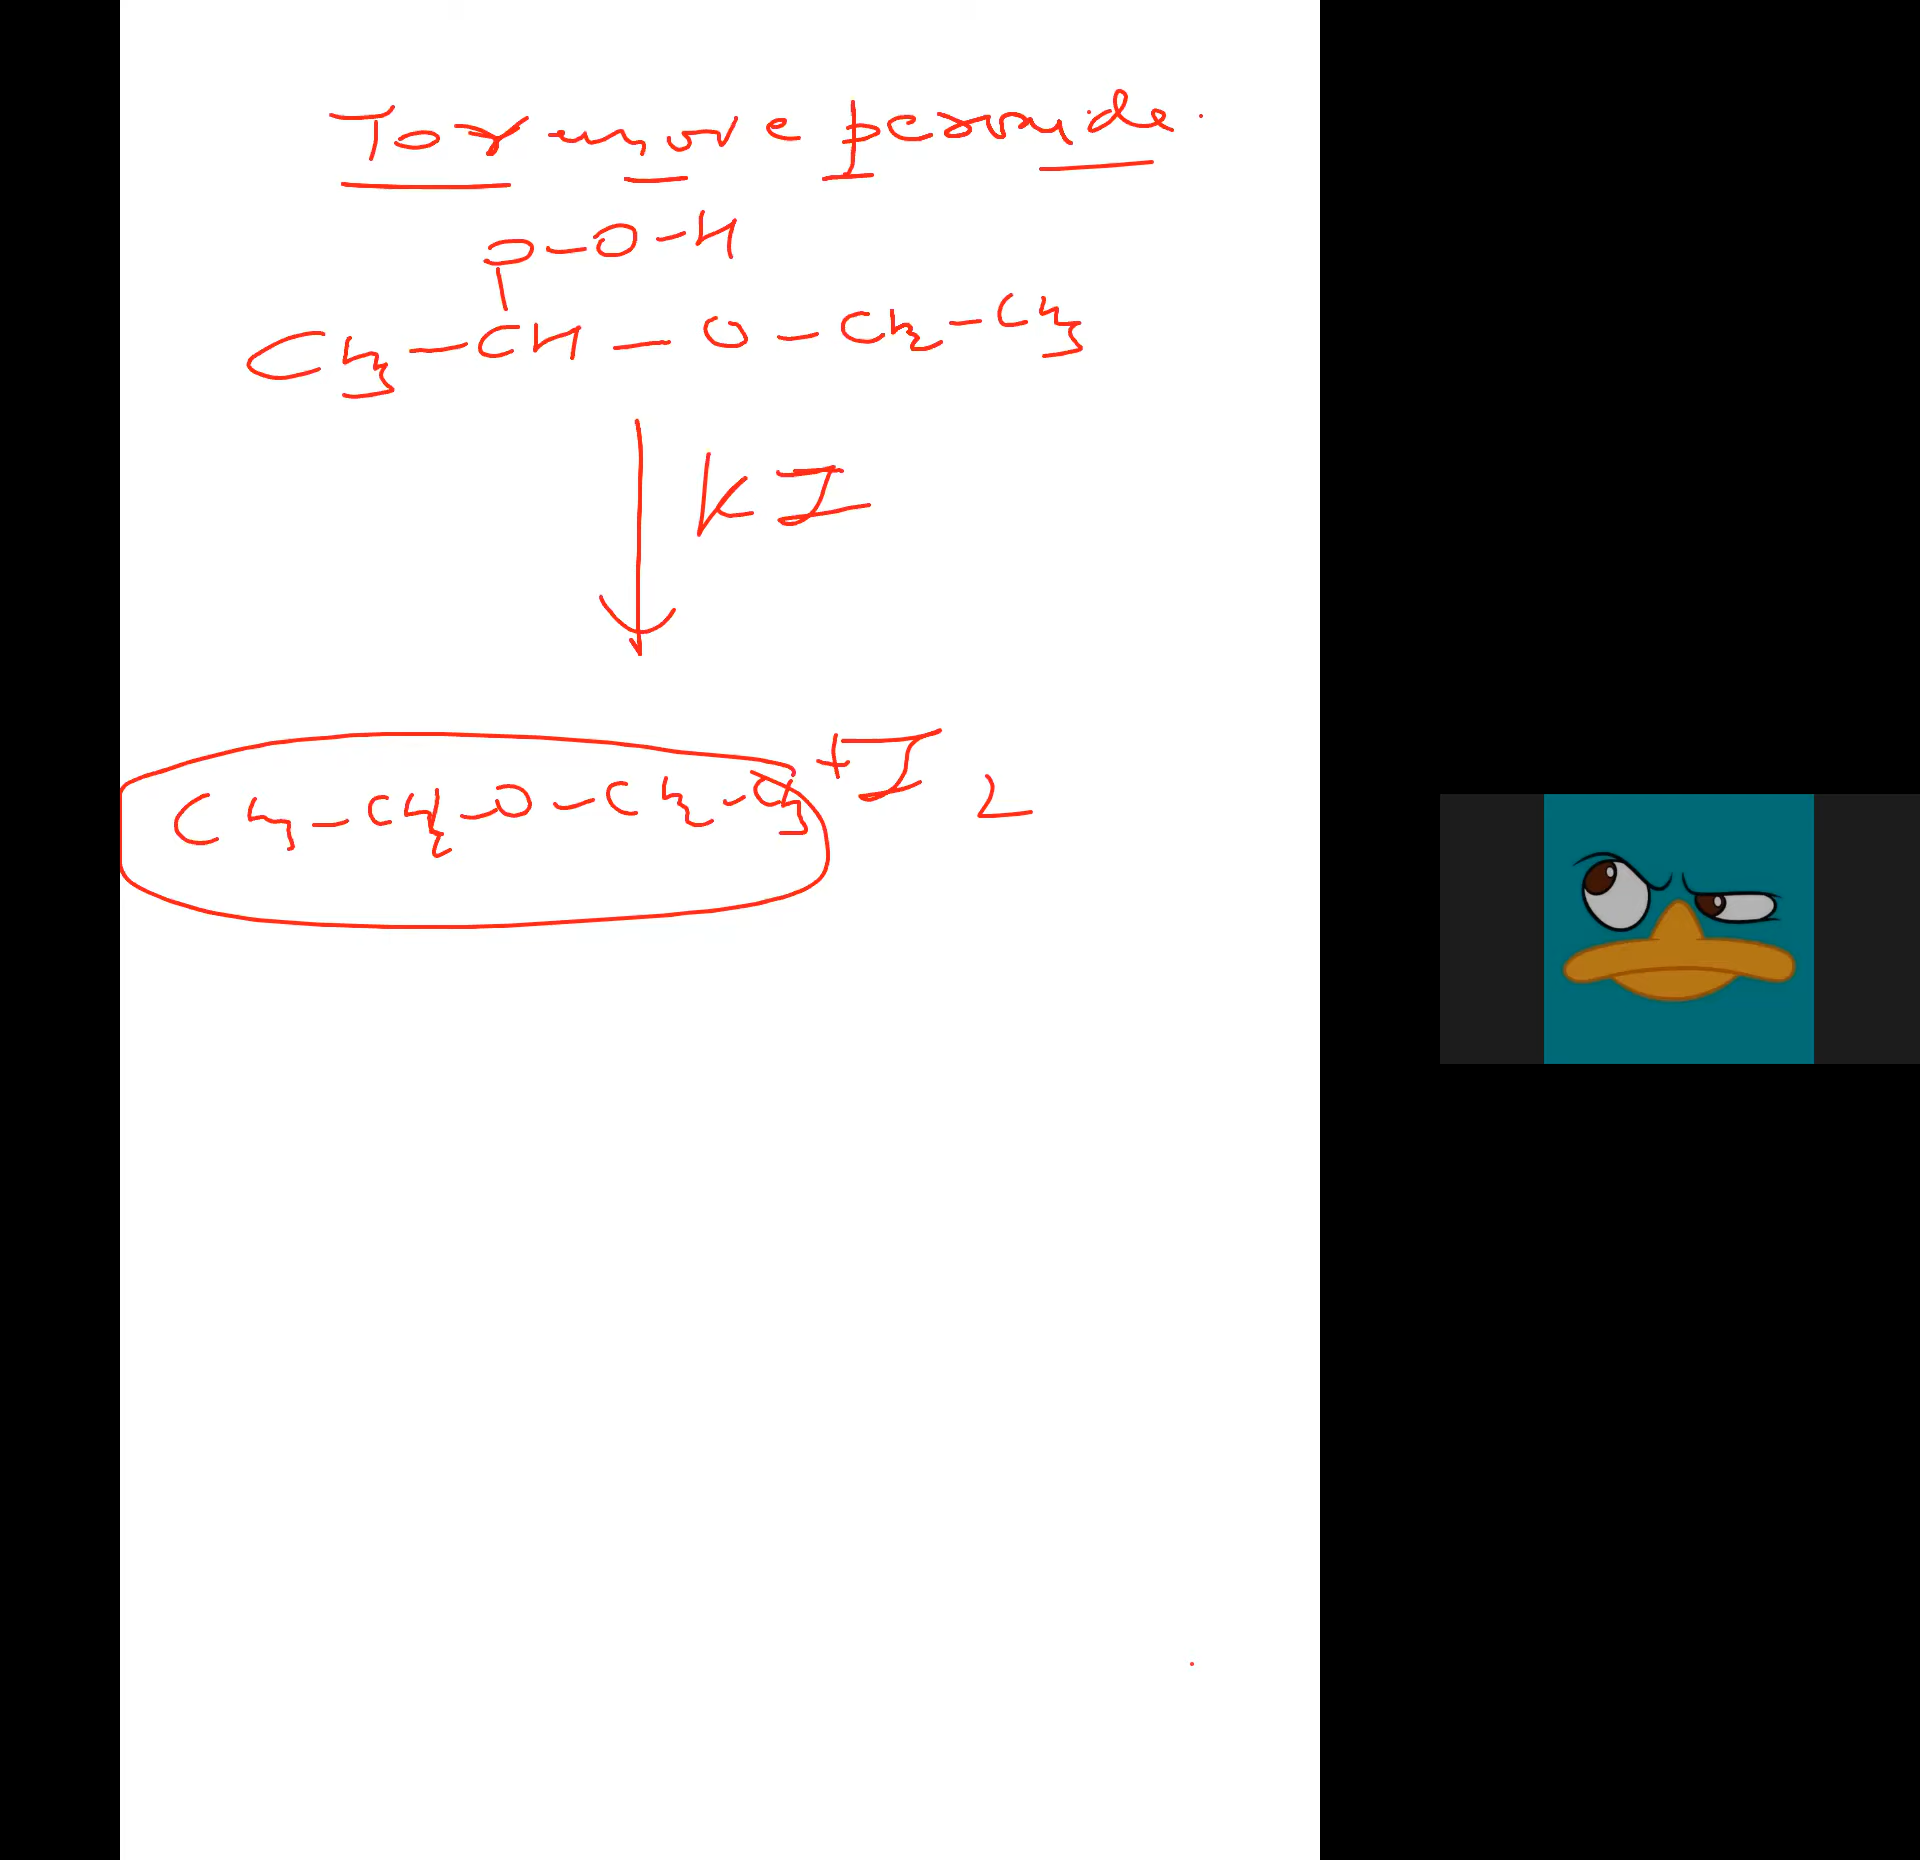 To remove peroxide.
O-O-H
CH3-CH-O-CH2-CH3
KI
CH3-CH2-O-CH2-CH3 + I2